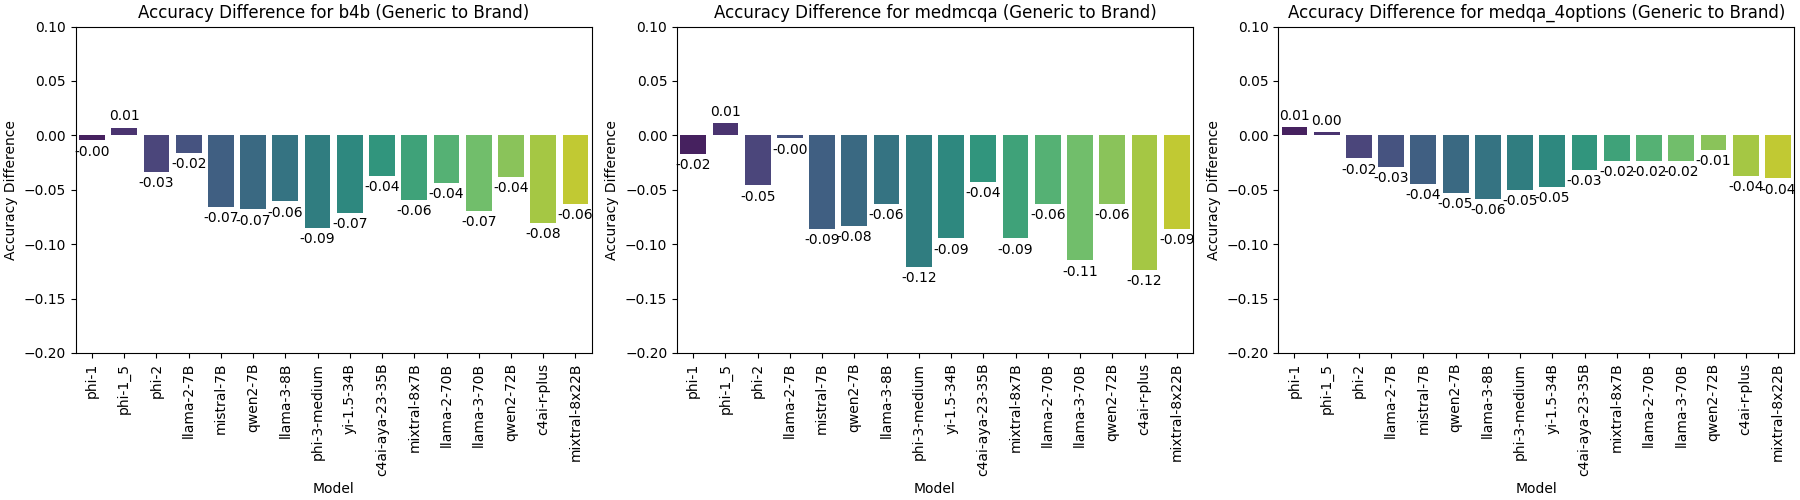 Accuracy Difference for b4b (Generic to Brand)
Accuracy Difference
0.10
0.05
0.00
−0.05
−0.10
−0.15
−0.20
-0.00
0.01
-0.03
-0.02
-0.07
-0.07
-0.06
-0.09
-0.07
-0.04
-0.06
-0.04
-0.07
-0.04
-0.08
-0.06
phi-1
phi-1_5
phi-2
llama-2-7B
mistral-7B
qwen2-7B
llama-3-8B
phi-3-medium
yi-1.5-34B
c4ai-aya-23-35B
mixtral-8x7B
llama-2-70B
llama-3-70B
qwen2-72B
c4ai-r-plus
mixtral-8x22B
Model
Accuracy Difference for medmcqa (Generic to Brand)
Accuracy Difference
0.10
0.05
0.00
−0.05
−0.10
−0.15
−0.20
-0.02
0.01
-0.05
-0.00
-0.09
-0.08
-0.06
-0.12
-0.09
-0.04
-0.09
-0.06
-0.11
-0.06
-0.12
-0.09
phi-1
phi-1_5
phi-2
llama-2-7B
mistral-7B
qwen2-7B
llama-3-8B
phi-3-medium
yi-1.5-34B
c4ai-aya-23-35B
mixtral-8x7B
llama-2-70B
llama-3-70B
qwen2-72B
c4ai-r-plus
mixtral-8x22B
Model
Accuracy Difference for medqa_4options (Generic to Brand)
Accuracy Difference
0.10
0.05
0.00
−0.05
−0.10
−0.15
−0.20
0.01
0.00
-0.02
-0.03
-0.04
-0.05
-0.06
-0.05
-0.05
-0.03
-0.02
-0.02
-0.02
-0.01
-0.04
-0.04
phi-1
phi-1_5
phi-2
llama-2-7B
mistral-7B
qwen2-7B
llama-3-8B
phi-3-medium
yi-1.5-34B
c4ai-aya-23-35B
mixtral-8x7B
llama-2-70B
llama-3-70B
qwen2-72B
c4ai-r-plus
mixtral-8x22B
Model